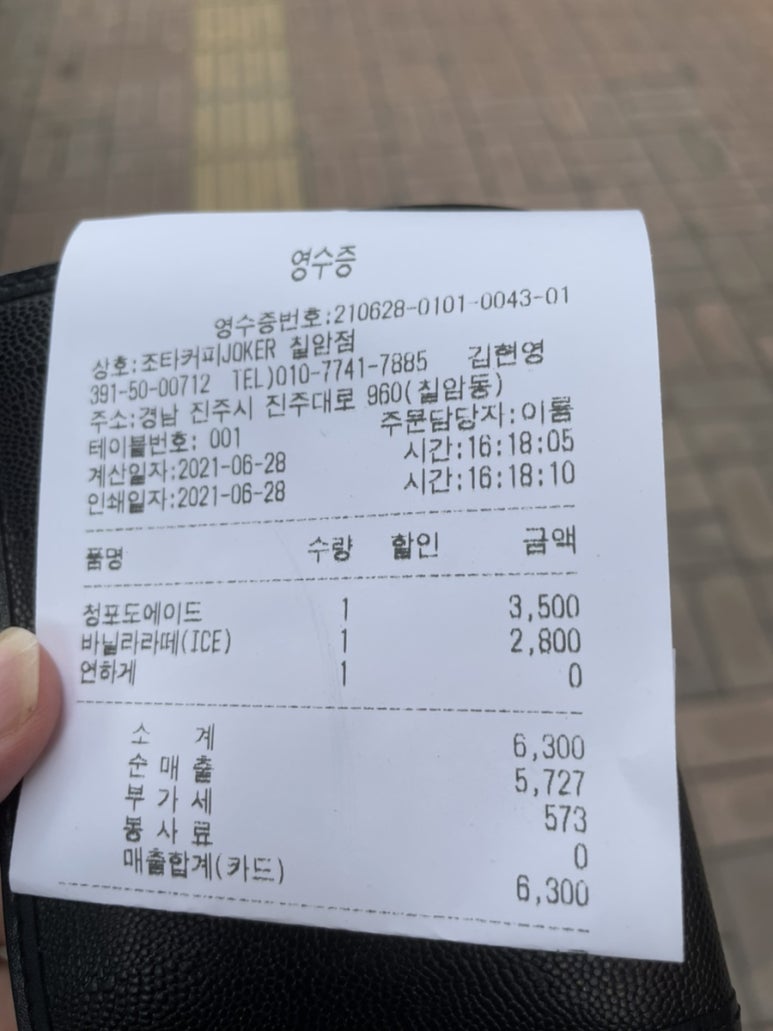 영수증
영수증번호:210628-0101-0043-01
상호:조타커피JOKER 칠암점
391-50-00712 TEL)010-7741-7885 김현영
주소:경남 진주시 진주대로 960(칠암동)
테이블번호: 001 주문담당자:이룸
계산일자:2021-06-28 시간:16:18:05
인쇄일자:2021-06-28 시간:16:18:10
품명 수량 할인 금액
청포도에이드 1 3,500
바닐라라떼(ICE) 1 2,800
연하게 1 0
소 계 6,300
순 매 출 5,727
부 가 세 573
봉 사 료 0
매출합계(카드) 6,300